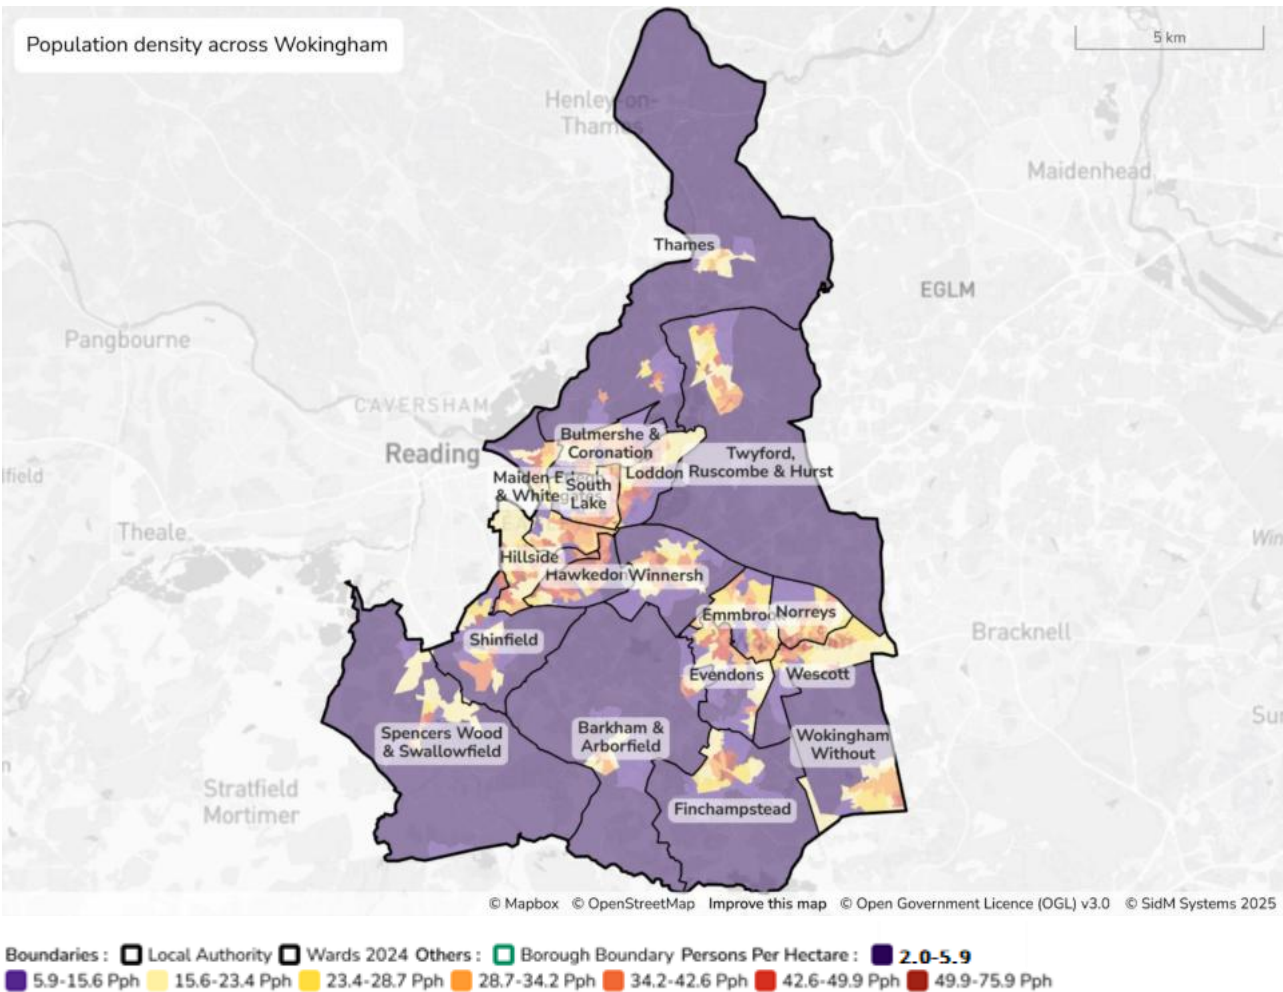 Population density across Wokingham
5 km
Henley-on-
Thames
Maidenhead
Thames
EGLM
Pangbourne
CAVERSHAM
Reading
Bulmershe &
Coronation
Twyford,
Ruscombe & Hurst
Loddon
Maiden E
& White
South
Lake
lfield
Theale
Win
Hillside
Hawkedon
Winnersh
Emmbroo
Norreys
Bracknell
Shinfield
Evendons
Wescott
Su
Spencers Wood
& Swallowfield
Barkham &
Arborfield
Wokingham
Without
n
Stratfield
Mortimer
Finchampstead
© Mapbox © OpenStreetMap Improve this map © Open Government Licence (OGL) v3.0 © SidM Systems 2025
Boundaries : Local Authority Wards 2024 Others : Borough Boundary Persons Per Hectare : 2.0-5.9
5.9-15.6 Pph 15.6-23.4 Pph 23.4-28.7 Pph 28.7-34.2 Pph 34.2-42.6 Pph 42.6-49.9 Pph 49.9-75.9 Pph